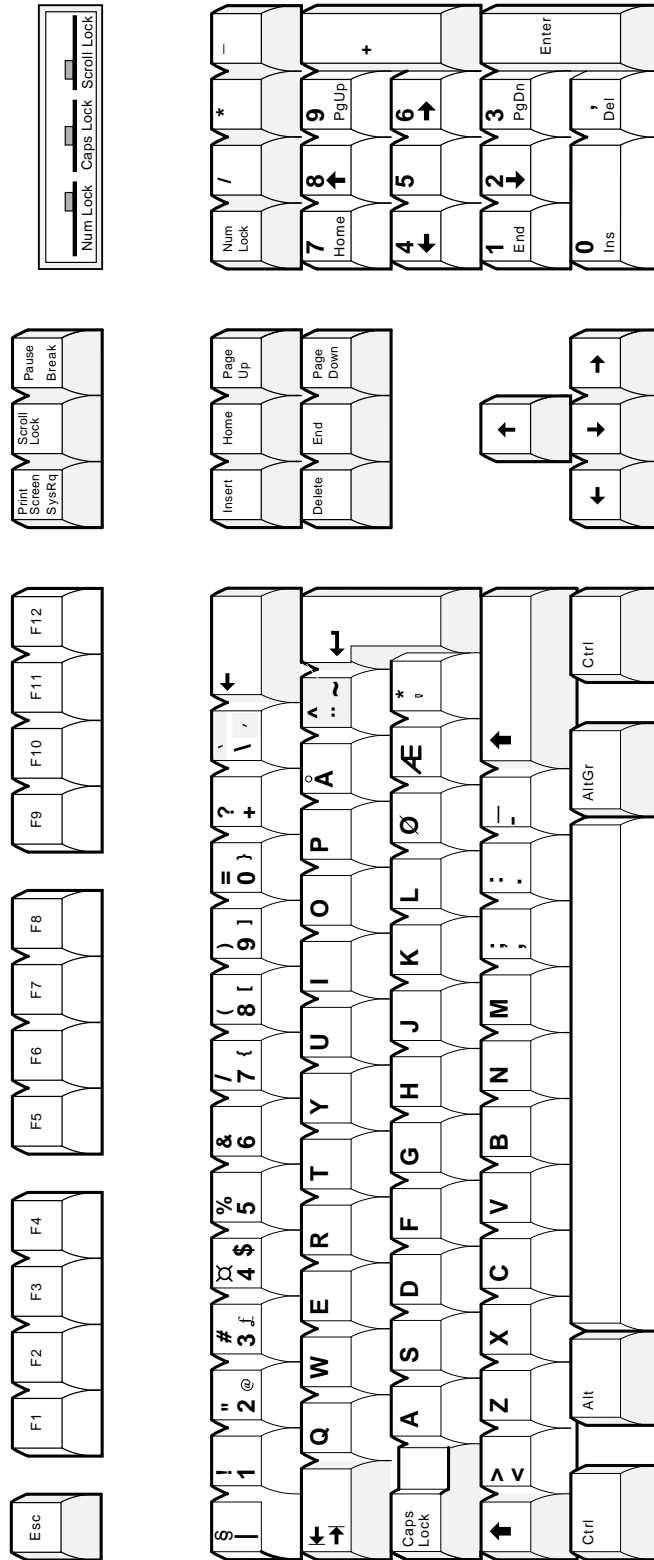 Esc
F1
F2
F3
F4
F5
F6
F7
F8
F9
F10
F11
F12
Print
Screen
SysRq
Scroll
Lock
Pause
Break
Num Lock
Caps Lock
Scroll Lock
§
|
!
1
"
2 @
#
3 £
¤
4 $
%
5
&
6
/
7 {
(
8 [
)
9 ]
=
0 }
?
+
`
\ ´
←
Insert
Home
Page
Up
Num
Lock
/
*
−
Q
W
E
R
T
Y
U
I
O
P
Å
^
¨ ~
Delete
End
Page
Down
7
Home
8
↑
9
PgUp
+
Caps
Lock
A
S
D
F
G
H
J
K
L
Ø
Æ
*
'
4
←
5
6
→
↑
>
<
Z
X
C
V
B
N
M
;
,
:
.
_
-
↑
↑
1
End
2
↓
3
PgDn
Enter
Ctrl
Alt
AltGr
Ctrl
←
↓
→
0
Ins
,
Del